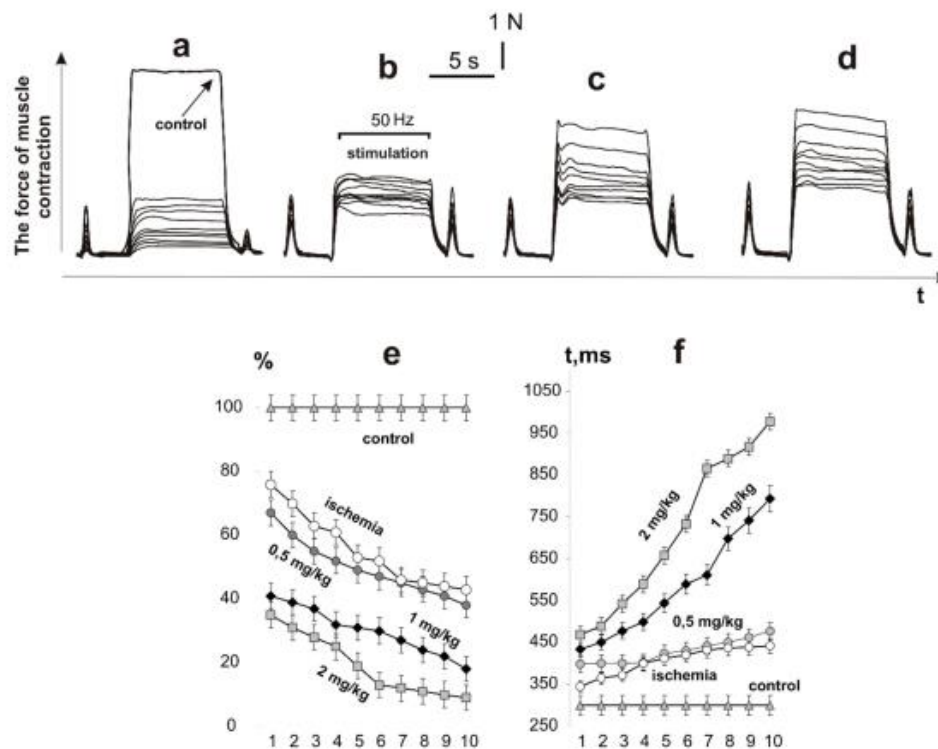 1 N
a
b
5 s
c
d
The force of muscle
contraction
control
50 Hz
stimulation
t
%
e
100
80
60
40
20
0
control
ischemia
0,5 mg/kg
1 mg/kg
2 mg/kg
1 2 3 4 5 6 7 8 9 10
t,ms
f
1050
950
850
750
650
550
450
350
250
2 mg/kg
1 mg/kg
0,5 mg/kg
ischemia
control
1 2 3 4 5 6 7 8 9 10